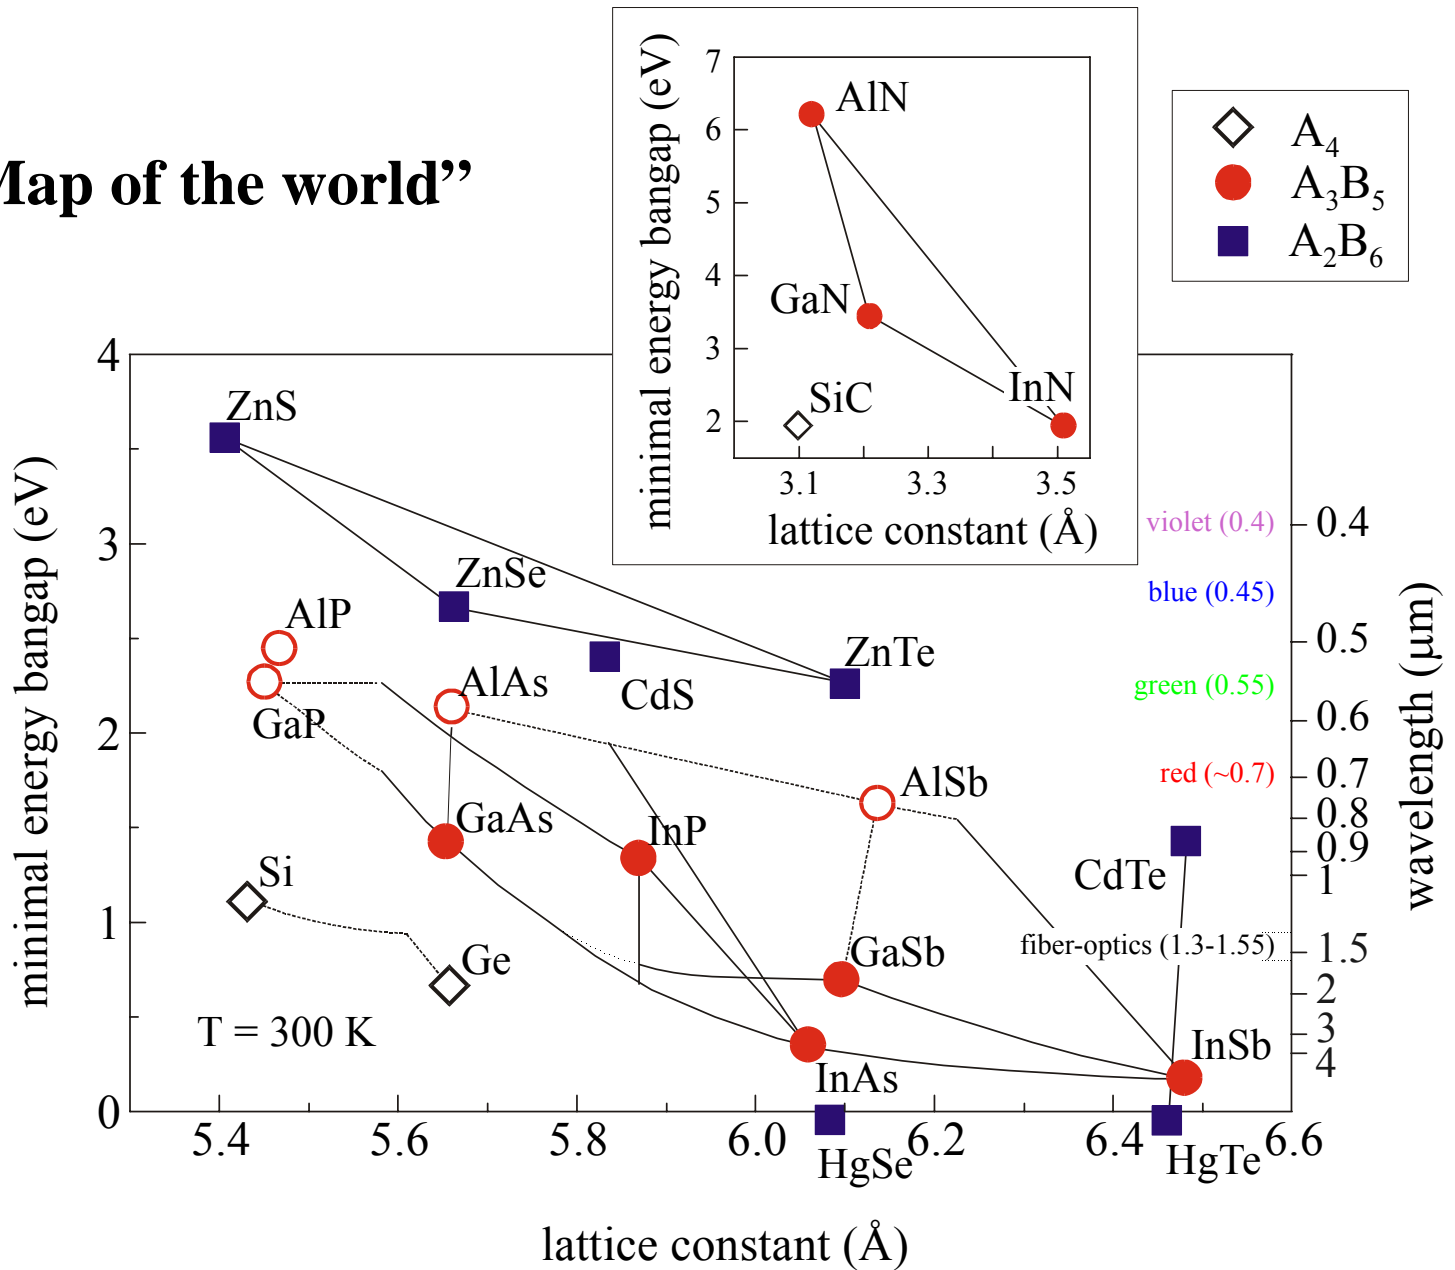 Map of the world”
minimal energy bangap (eV)
7
6
5
4
3
2
AlN
GaN
SiC
InN
3.1
3.3
3.5
lattice constant (Å)
A4
A3B5
A2B6
minimal energy bangap (eV)
4
3
2
1
0
ZnS
ZnSe
AlP
GaP
AlAs
CdS
ZnTe
AlSb
GaAs
InP
Si
Ge
CdTe
GaSb
InAs
InSb
HgSe
HgTe
T = 300 K
violet (0.4)
blue (0.45)
green (0.55)
red (~0.7)
fiber-optics (1.3-1.55)
0.4
0.5
0.6
0.7
0.8
0.9
1
1.5
2
3
4
wavelength (μm)
5.4
5.6
5.8
6.0
6.2
6.4
6.6
lattice constant (Å)